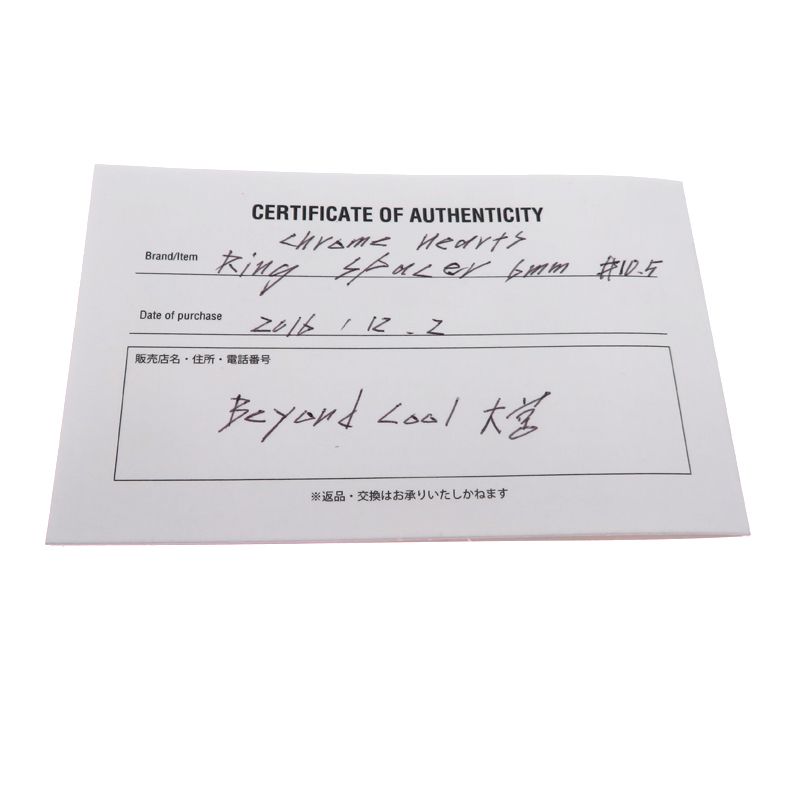 CERTIFICATE OF AUTHENTICITY
Chrome Hearts
Brand/Item Ring spacer 6mm #10.5
Date of purchase 2016.12.2
販売店名・住所・電話番号
Beyond cool 大宮
※返品・交換はお承りいたしかねます